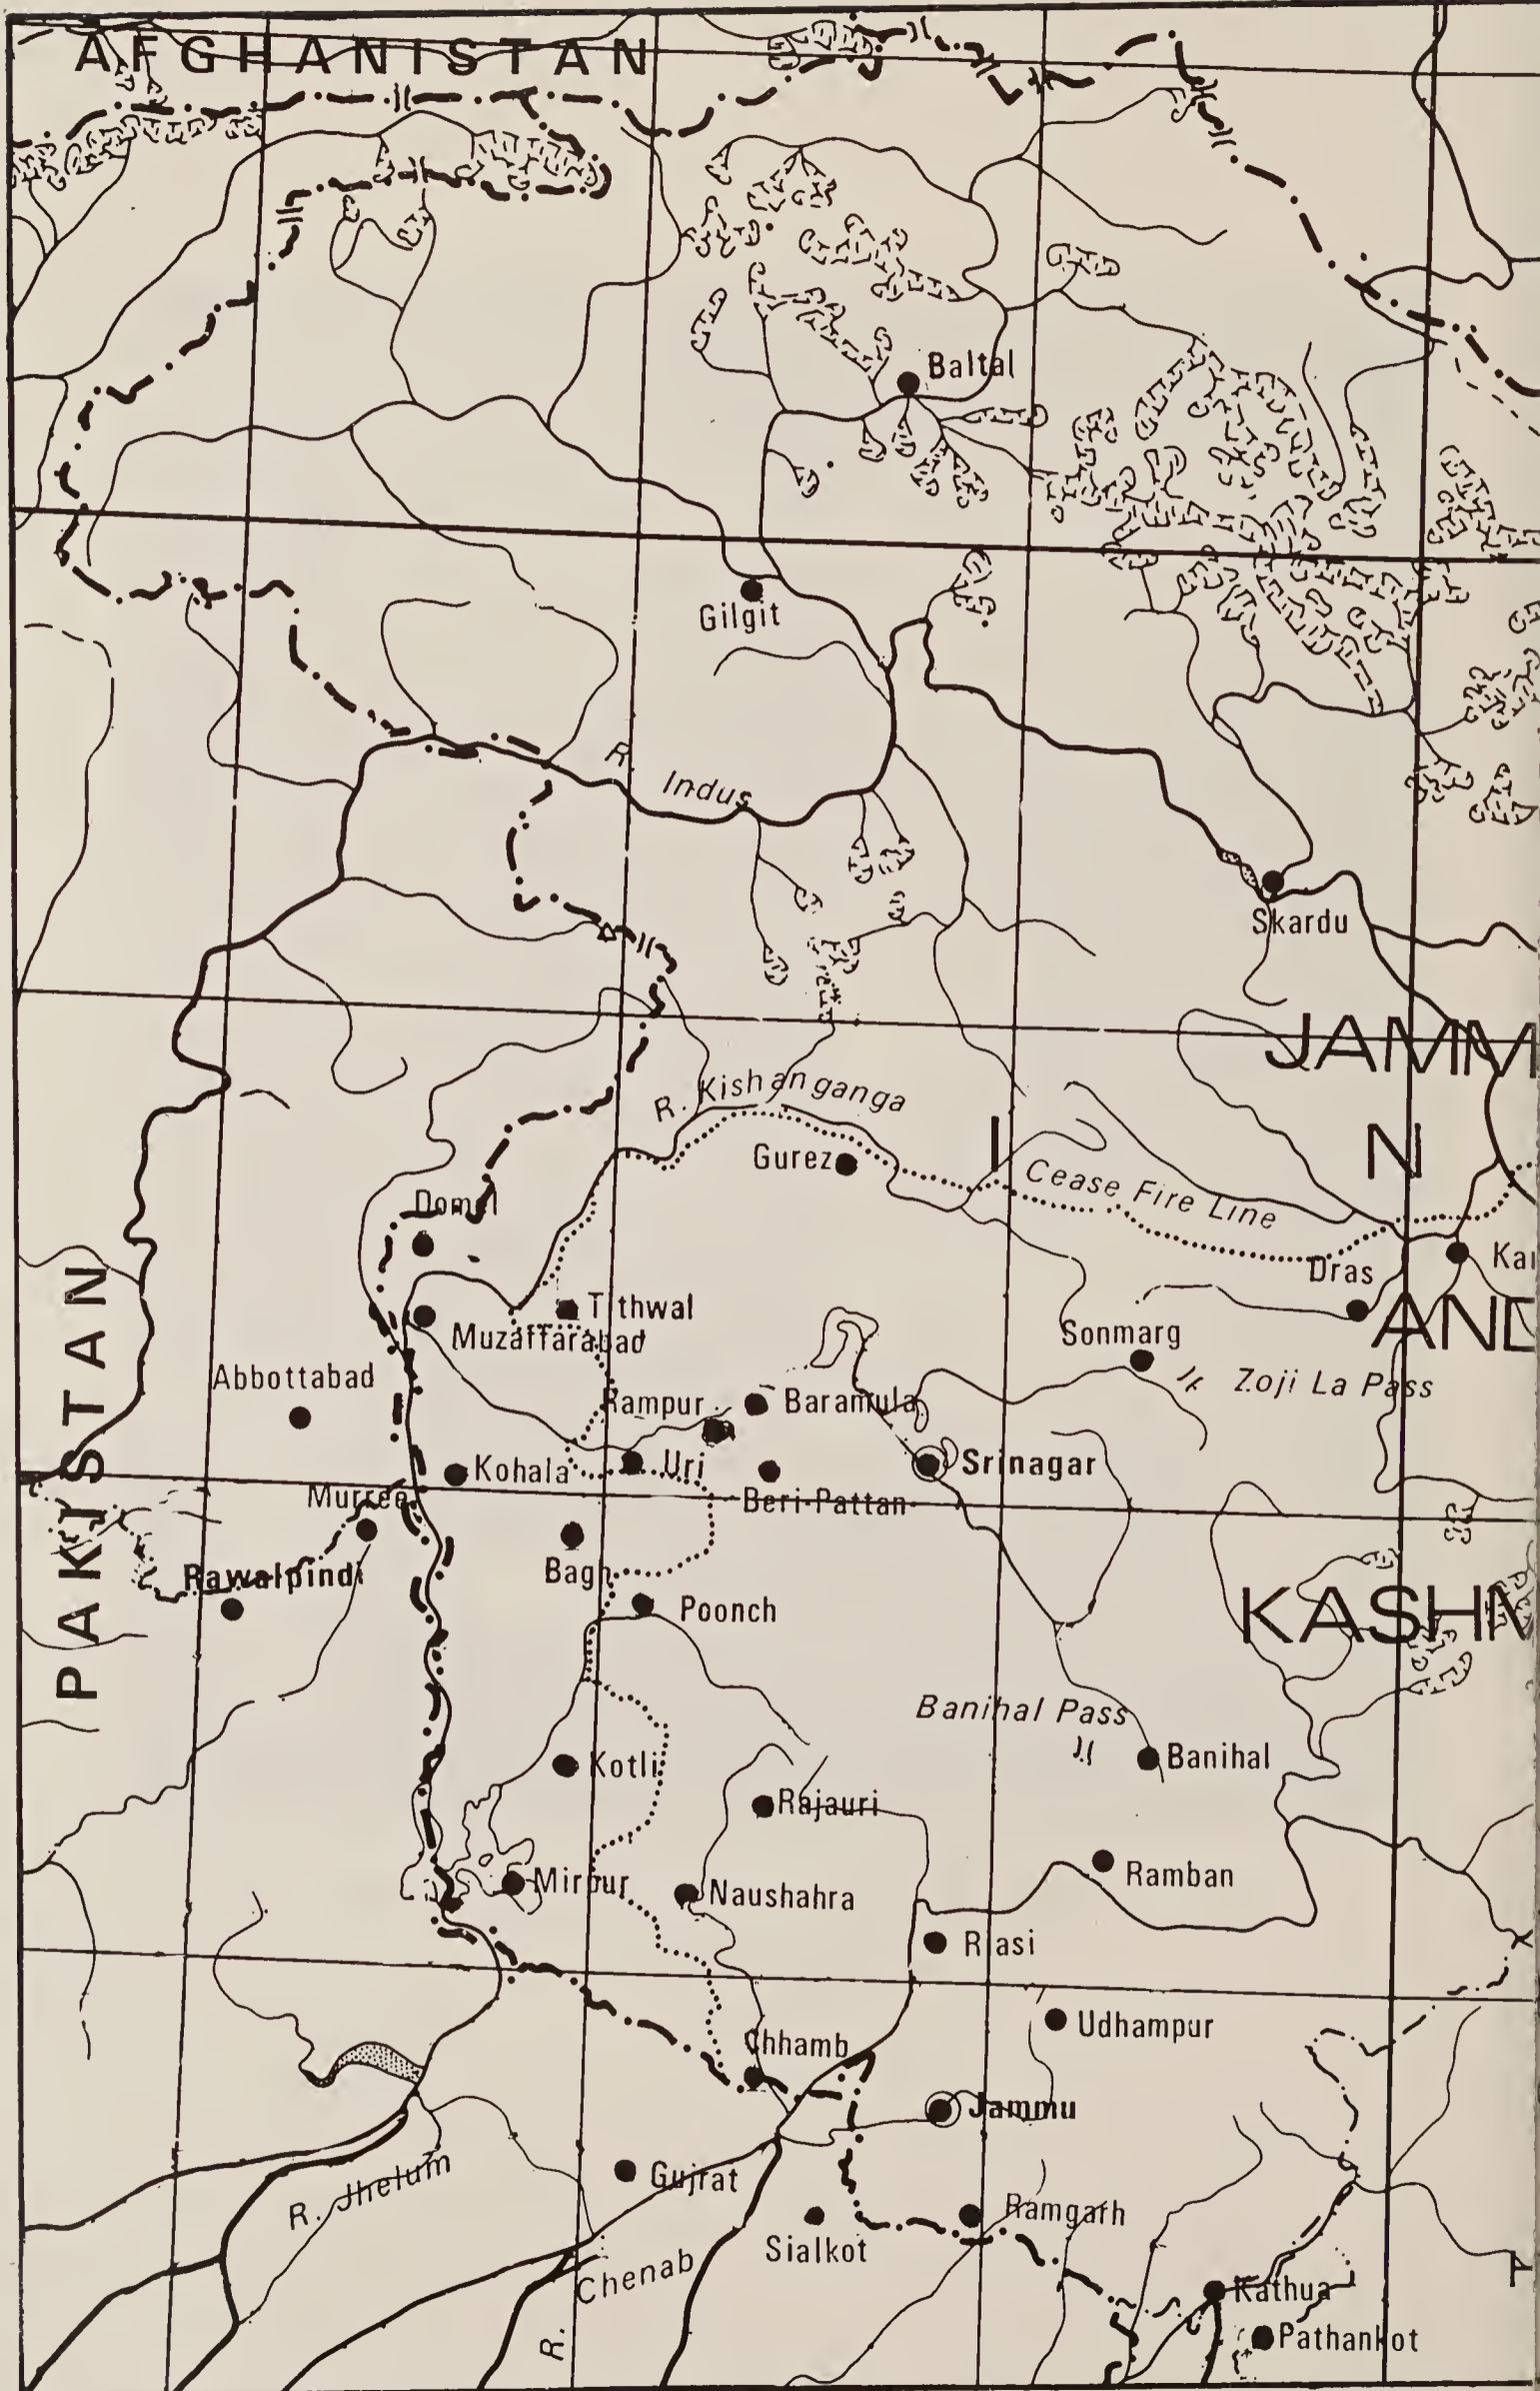 AFGHANISTAN
Baltal
Gilgit
R. Indus
Skardu
JAMM
R. Kishanganga
Gurez
I
N
Cease Fire Line
Domel
Kar
Dras
AND
Tithwal
Muzaffarabad
Sonmarg
Abbottabad
Zoji La Pass
Rampur
Baramula
PAKISTAN
Kohala
Uri
Srinagar
Murree
Beri-Pattan
Bagh
Rawalpindi
Poonch
KASHM
Banihal Pass
Kotli
Banihal
Rajauri
Mirpur
Naushahra
Ramban
Riasi
Udhampur
Chhamb
Jammu
R. Jhelum
Gujrat
Ramgarh
Sialkot
R. Chenab
Kathua
Pathankot